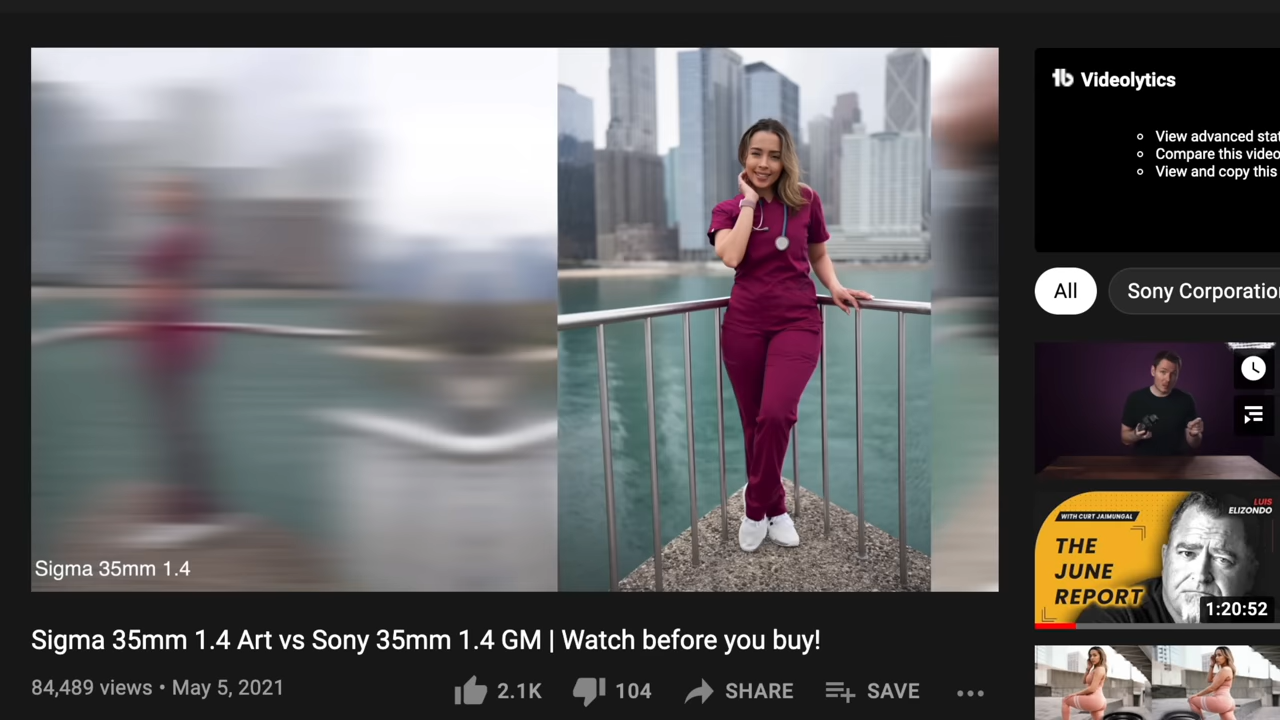 Sigma 35mm 1.4
Sigma 35mm 1.4 Art vs Sony 35mm 1.4 GM | Watch before you buy!
84,489 views • May 5, 2021
2.1K
104
SHARE
SAVE
Videolytics
View advanced sta
Compare this video
View and copy this
All
Sony Corporation
WITH CURT JAIMUNGAL
LUIS
ELIZONDO
THE
JUNE
REPORT
1:20:52